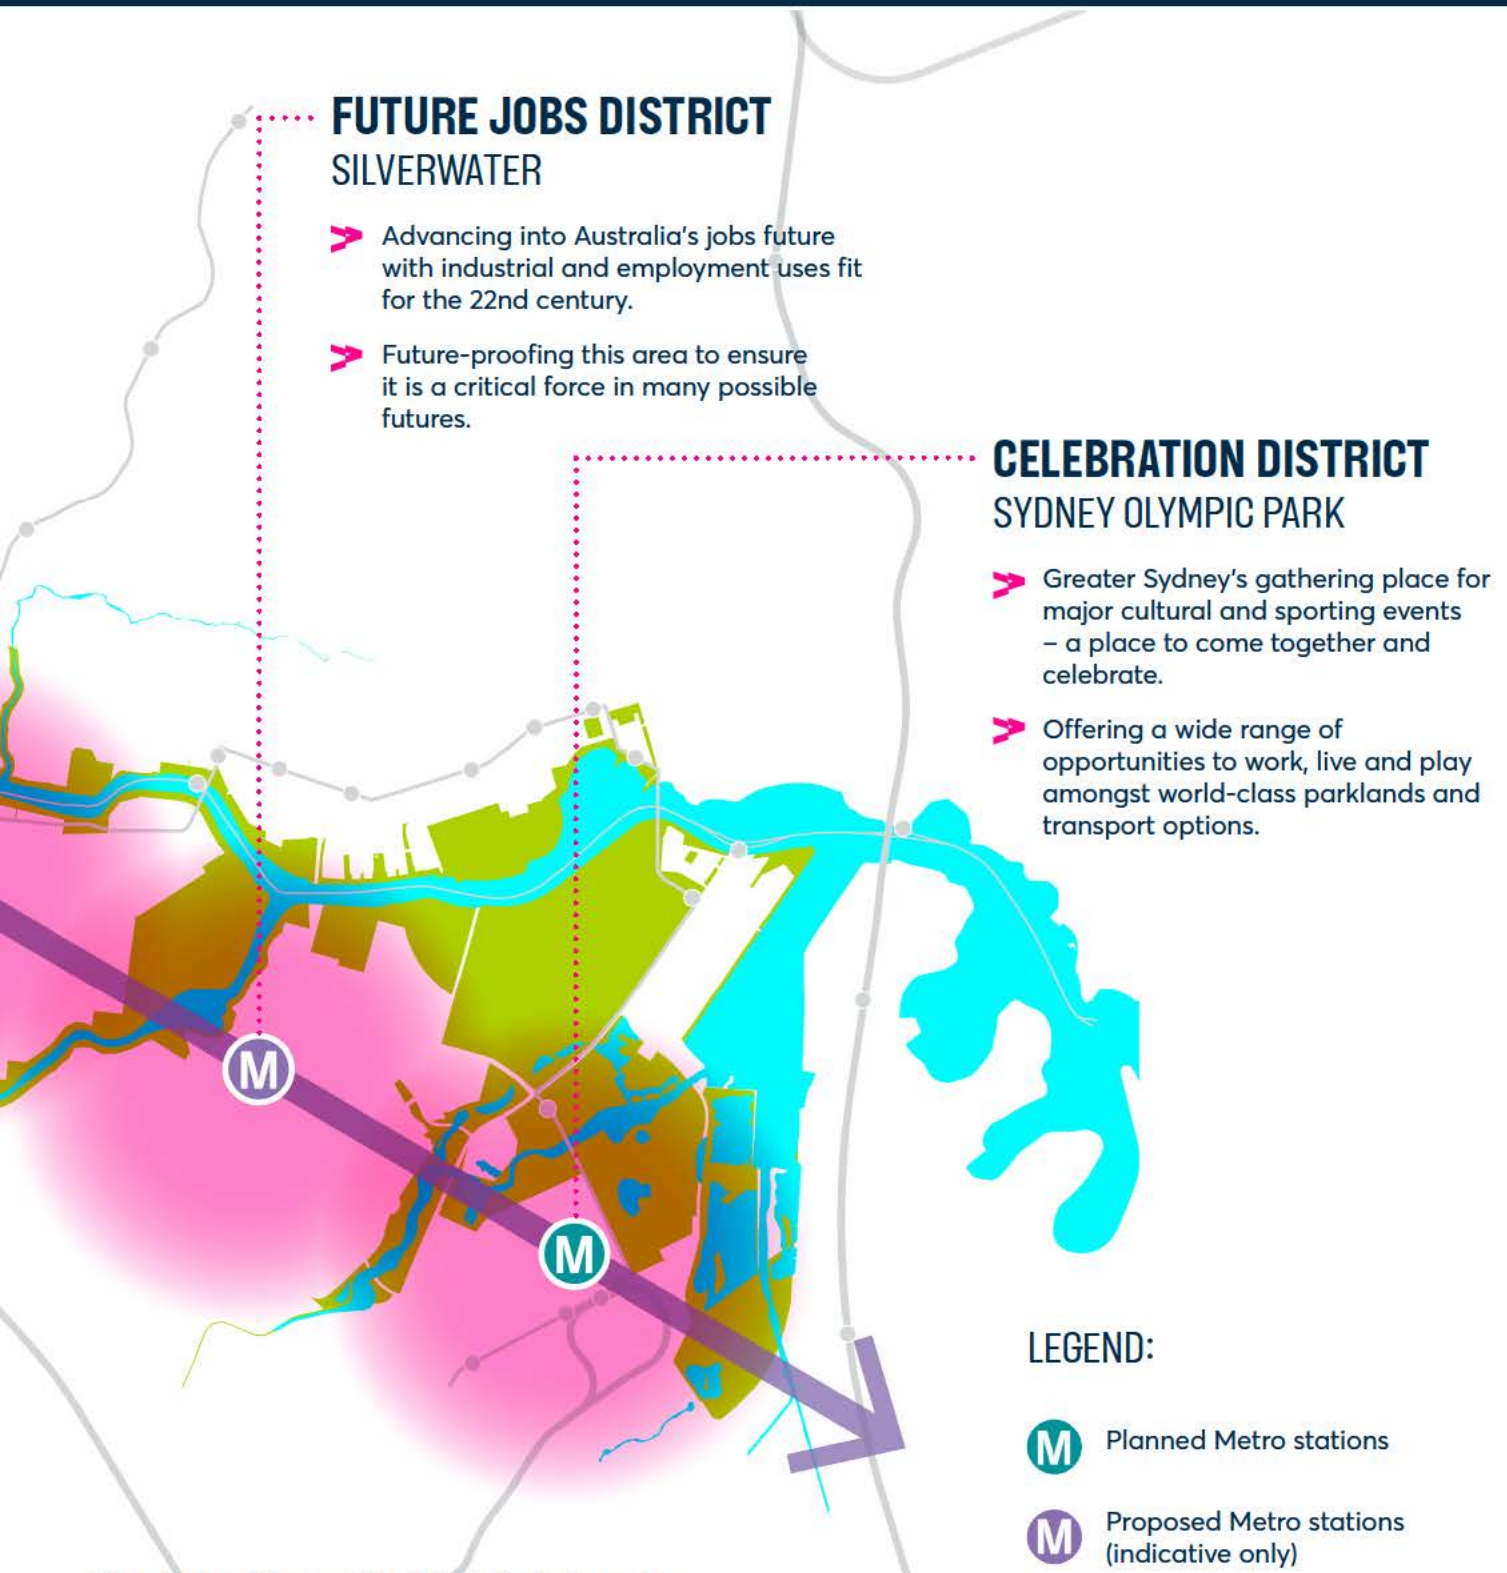 FUTURE JOBS DISTRICT
SILVERWATER
Advancing into Australia's jobs future
with industrial and employment uses fit
for the 22nd century.
Future-proofing this area to ensure
it is a critical force in many possible
futures.
CELEBRATION DISTRICT
SYDNEY OLYMPIC PARK
Greater Sydney's gathering place for
major cultural and sporting events
– a place to come together and
celebrate.
Offering a wide range of
opportunities to work, live and play
amongst world-class parklands and
transport options.
M
M
LEGEND:
M Planned Metro stations
M Proposed Metro stations
(indicative only)